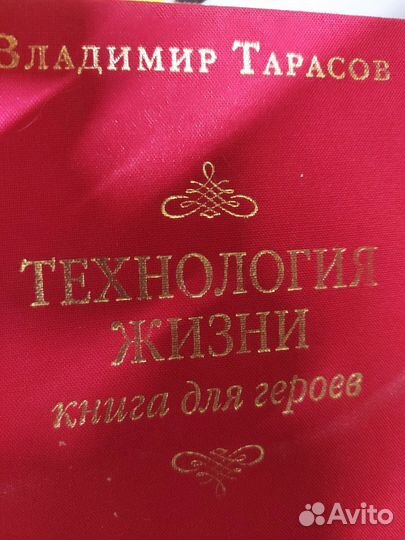 Владимир Тарасов
Технология
жизни
книга для героев
Avito